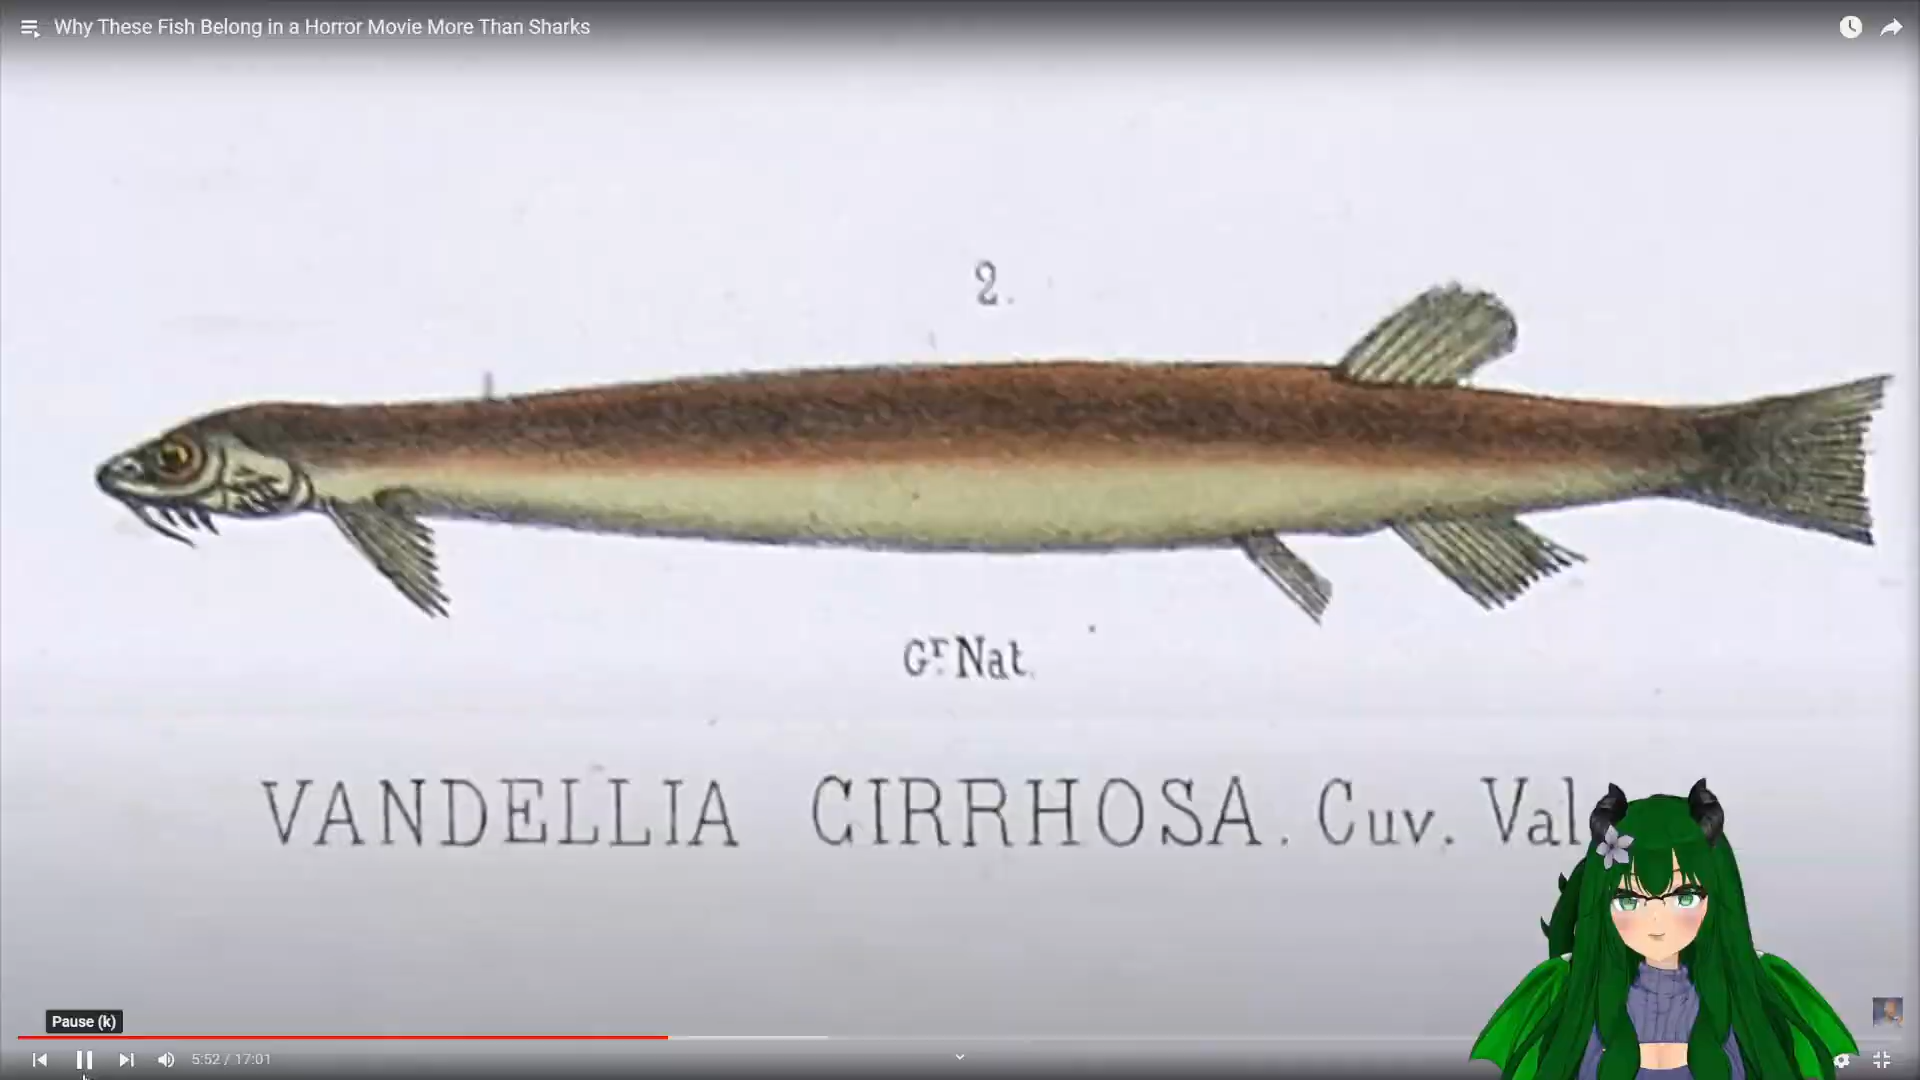 Why These Fish Belong in a Horror Movie More Than Sharks
2.
Gr. Nat.
VANDELLIA CIRRHOSA. Cuv. Val
Pause (k)
5:52 / 17:01